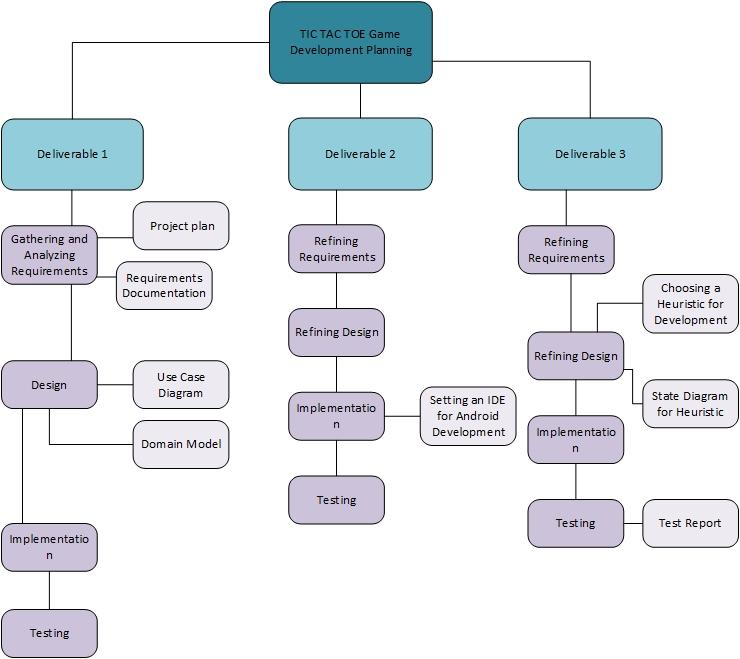 TIC TAC TOE Game
Development Planning
Deliverable 1
Deliverable 2
Deliverable 3
Gathering and
Analyzing
Requirements
Project plan
Requirements
Documentation
Design
Use Case
Diagram
Domain Model
Implementatio
n
Testing
Refining
Requirements
Refining Design
Implementatio
n
Setting an IDE
for Android
Development
Testing
Refining
Requirements
Choosing a
Heuristic for
Development
Refining Design
State Diagram
for Heuristic
Implementatio
n
Testing
Test Report